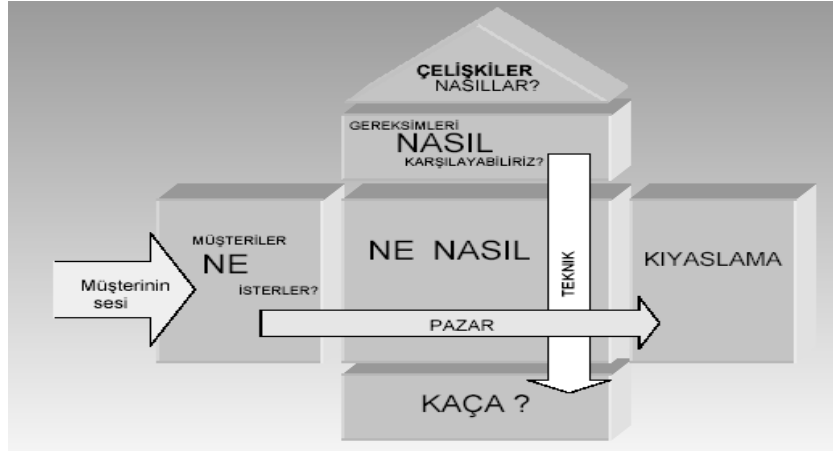 ÇELİŞKİLER
NASILLAR?
GEREKSİMLERİ
NASIL
KARŞILAYABİLİRİZ?
MÜŞTERİLER
NE
İSTERLER?
NE NASIL
KIYASLAMA
TEKNIK
Müşterinin
sesi
PAZAR
KAÇA ?